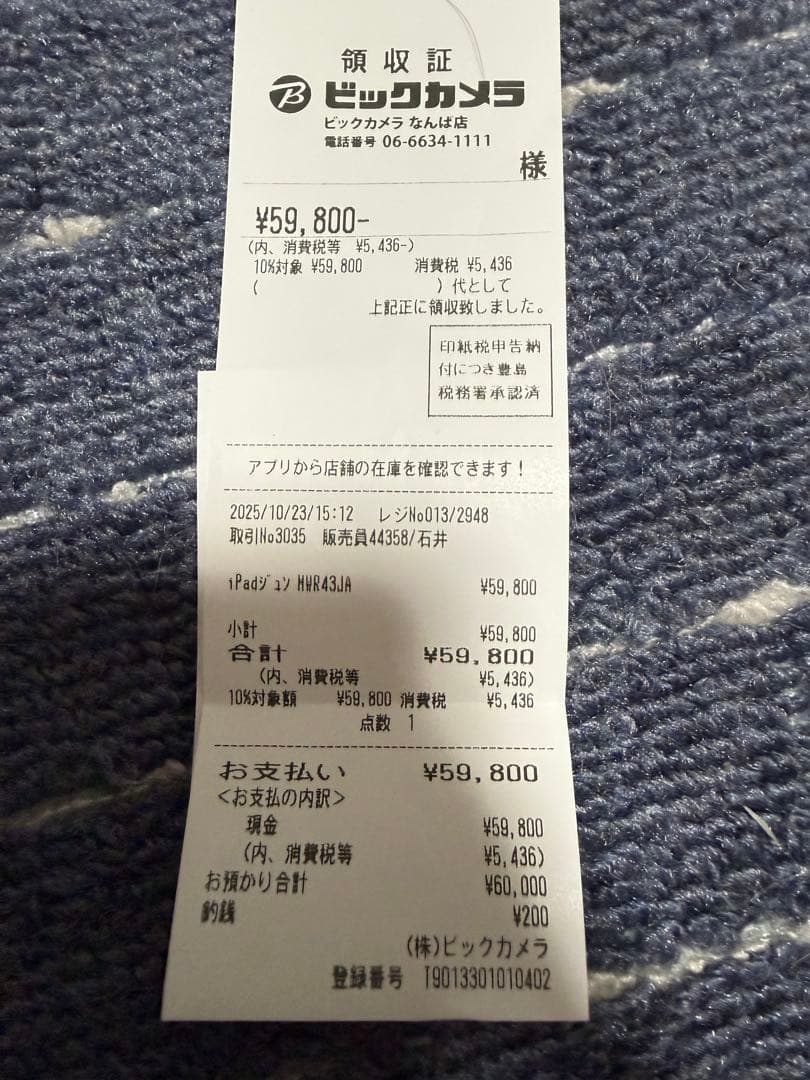 領収証
B ビックカメラ
ビックカメラ なんば店
電話番号 06-6634-1111
様
¥59,800-
(内、消費税等 ¥5,436-)
10%対象 ¥59,800 消費税 ¥5,436
( )代として
上記正に領収致しました。
印紙税申告納
付につき豊島
税務署承認済
アプリから店舗の在庫を確認できます!
2025/10/23/15:12 レジNo013/2948
取引No3035 販売員44358/石井
iPadジュン MWR43JA ¥59,800
小計 ¥59,800
合計 ¥59,800
(内、消費税等 ¥5,436)
10%対象額 ¥59,800 消費税 ¥5,436
点数 1
お支払い ¥59,800
<お支払の内訳>
現金 ¥59,800
(内、消費税等 ¥5,436)
お預かり合計 ¥60,000
釣銭 ¥200
(株)ビックカメラ
登録番号 T9013301010402